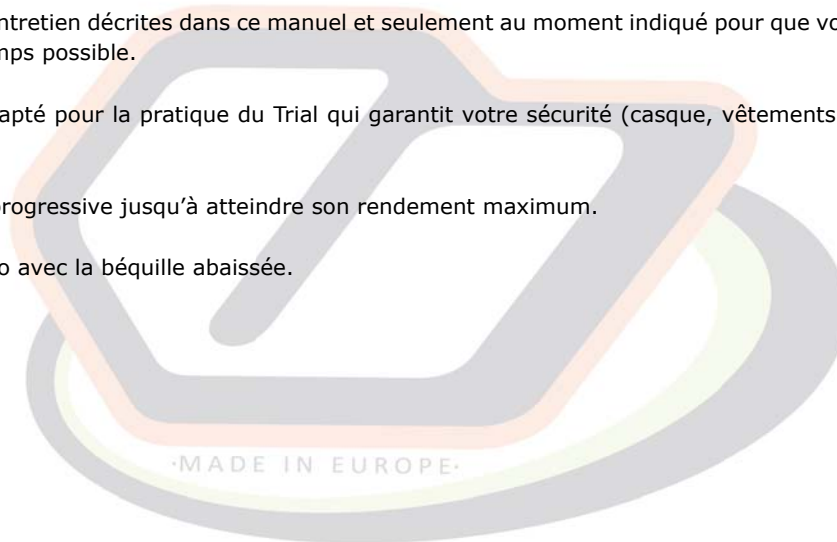 ntretien décrites dans ce manuel et seulement au moment indiqué pour que vo
mps possible.
apté pour la pratique du Trial qui garantit votre sécurité (casque, vêtements
rogressive jusqu’à atteindre son rendement maximum.
o avec la béquille abaissée.
·MADE IN EUROPE·